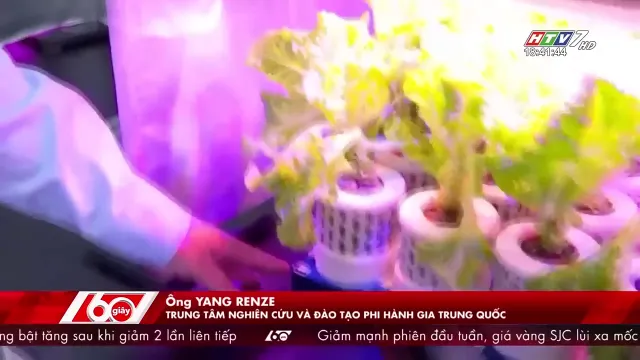 HTV7 HD
18:41:44
60 giây
Ông YANG RENZE
TRUNG TÂM NGHIÊN CỨU VÀ ĐÀO TẠO PHI HÀNH GIA TRUNG QUỐC
bật tăng sau khi giảm 2 lần liên tiếp 60 Giảm mạnh phiên đầu tuần, giá vàng SJC lùi xa mốc